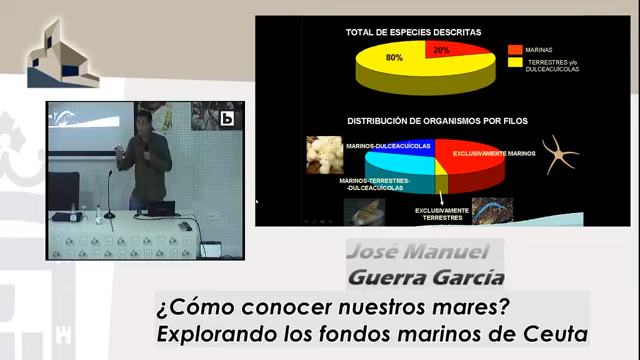 TOTAL DE ESPECIES DESCRITAS
80%
20%
MARINAS
TERRESTRES y/o
DULCEACUÍCOLAS
DISTRIBUCIÓN DE ORGANISMOS POR FILOS
MARINOS-DULCEACUÍCOLAS
EXCLUSIVAMENTE MARINOS
MARINOS-TERRESTRES-
-DULCEACUÍCOLAS
EXCLUSIVAMENTE
TERRESTRES
b
José Manuel
Guerra García
¿Cómo conocer nuestros mares?
Explorando los fondos marinos de Ceuta